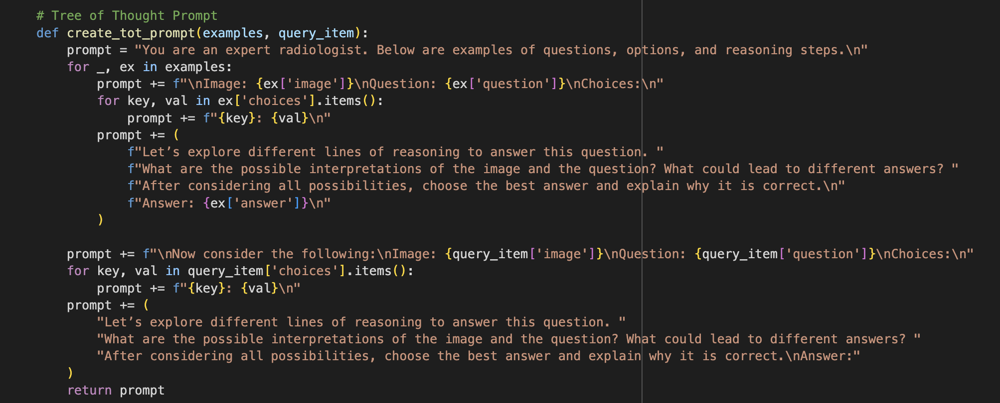 # Tree of Thought Prompt
def create_tot_prompt(examples, query_item):
    prompt = "You are an expert radiologist. Below are examples of questions, options, and reasoning steps.\n"
    for _, ex in examples:
        prompt += f"\nImage: {ex['image']}\nQuestion: {ex['question']}\nChoices:\n"
        for key, val in ex['choices'].items():
            prompt += f"{key}: {val}\n"
        prompt += (
            f"Let’s explore different lines of reasoning to answer this question. "
            f"What are the possible interpretations of the image and the question? What could lead to different answers? "
            f"After considering all possibilities, choose the best answer and explain why it is correct.\n"
            f"Answer: {ex['answer']}\n"
        )

    prompt += f"\nNow consider the following:\nImage: {query_item['image']}\nQuestion: {query_item['question']}\nChoices:\n"
    for key, val in query_item['choices'].items():
        prompt += f"{key}: {val}\n"
    prompt += (
        "Let’s explore different lines of reasoning to answer this question. "
        "What are the possible interpretations of the image and the question? What could lead to different answers? "
        "After considering all possibilities, choose the best answer and explain why it is correct.\nAnswer:"
    )
    return prompt